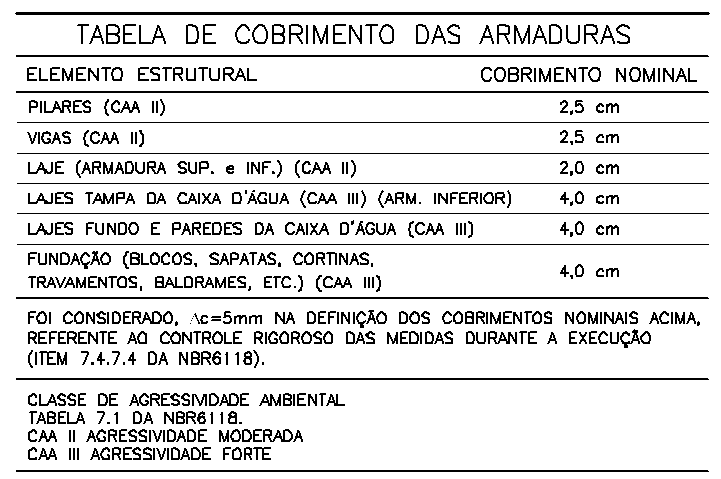 TABELA DE COBRIMENTO DAS ARMADURAS
ELEMENTO ESTRUTURAL COBRIMENTO NOMINAL
PILARES (CAA II) 2,5 cm
VIGAS (CAA II) 2,5 cm
LAJE (ARMADURA SUP. e INF.) (CAA II) 2,0 cm
LAJES TAMPA DA CAIXA D'ÁGUA (CAA III) (ARM. INFERIOR) 4,0 cm
LAJES FUNDO E PAREDES DA CAIXA D'ÁGUA (CAA III) 4,0 cm
FUNDAÇÃO (BLOCOS, SAPATAS, CORTINAS,
TRAVAMENTOS, BALDRAMES, ETC.) (CAA III) 4,0 cm
FOI CONSIDERADO, Δc=5mm NA DEFINIÇÃO DOS COBRIMENTOS NOMINAIS ACIMA,
REFERENTE AO CONTROLE RIGOROSO DAS MEDIDAS DURANTE A EXECUÇÃO
(ITEM 7.4.7.4 DA NBR6118).
CLASSE DE AGRESSIVIDADE AMBIENTAL
TABELA 7.1 DA NBR6118.
CAA II AGRESSIVIDADE MODERADA
CAA III AGRESSIVIDADE FORTE